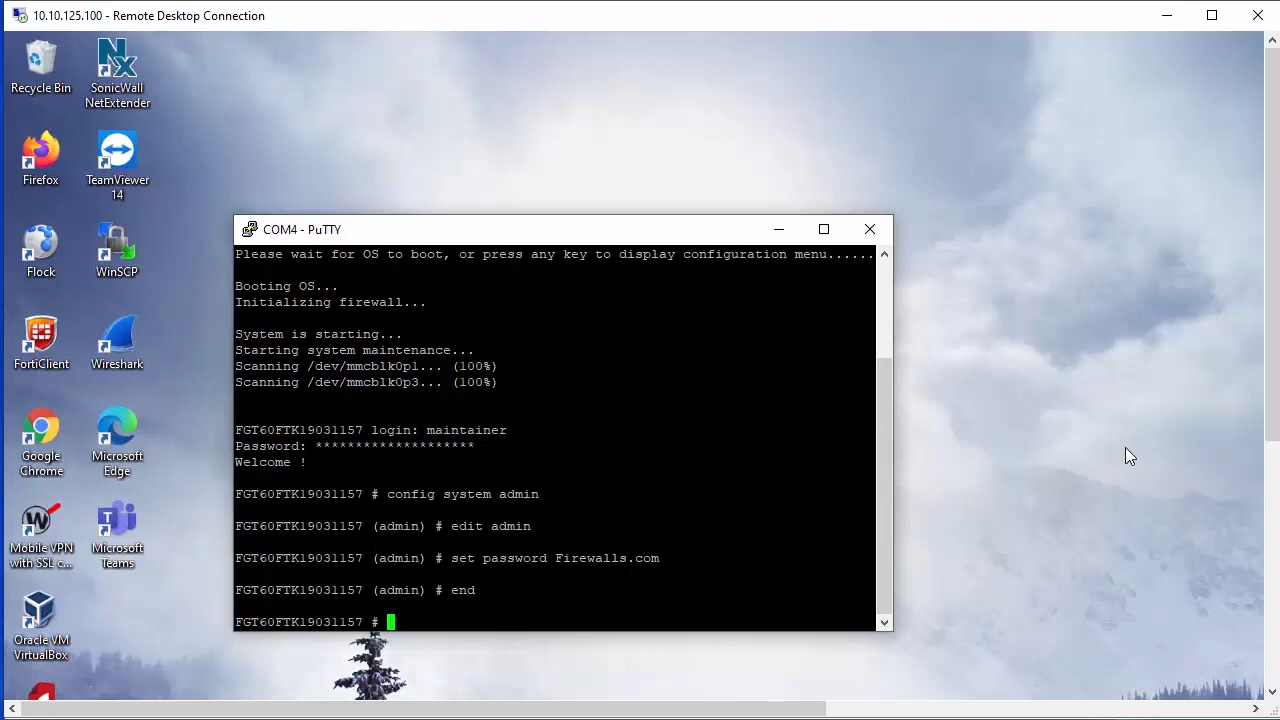 10.10.125.100 - Remote Desktop Connection
Recycle Bin
SonicWall
NetExtender
Firefox
TeamViewer
14
Flock
WinSCP
FortiClient
Wireshark
Google
Chrome
Microsoft
Edge
Mobile VPN
with SSL c...
Microsoft
Teams
Oracle VM
VirtualBox
COM4 - PuTTY
Please wait for OS to boot, or press any key to display configuration menu......
Booting OS...
Initializing firewall...
System is starting...
Starting system maintenance...
Scanning /dev/mmcblk0p1... (100%)
Scanning /dev/mmcblk0p3... (100%)
FGT60FTK19031157 login: maintainer
Password: ********************
Welcome !
FGT60FTK19031157 # config system admin
FGT60FTK19031157 (admin) # edit admin
FGT60FTK19031157 (admin) # set password Firewalls.com
FGT60FTK19031157 (admin) # end
FGT60FTK19031157 #